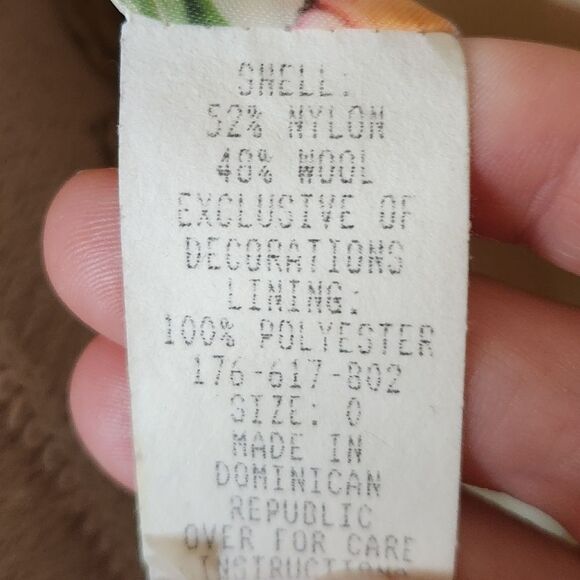 SHELL:
52% NYLON
48% WOOL
EXCLUSIVE OF
DECORATIONS
LINING:
100% POLYESTER
176-617-802
SIZE: 0
MADE IN
DOMINICAN
REPUBLIC
OVER FOR CARE
INSTRUCTIONS